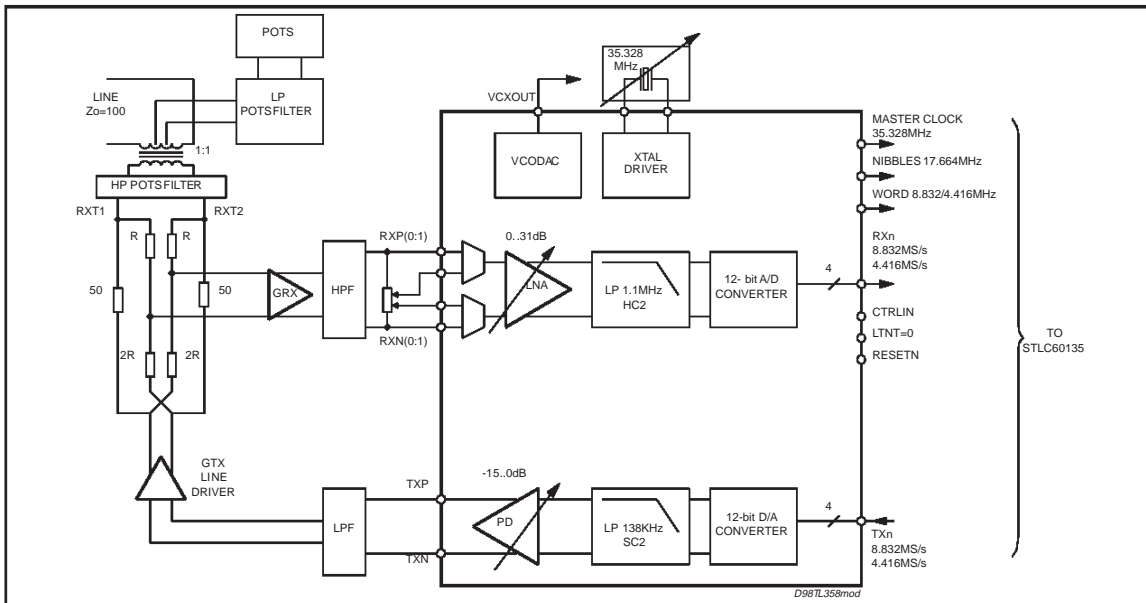 POTS
35.328
MHz
LINE
Zo=100
LP
POTSFILTER
VCXOUT
MASTER CLOCK
35.328MHz
1:1
VCODAC
XTAL
DRIVER
NIBBLES 17.664MHz
HP POTSFILTER
WORD 8.832/4.416MHz
RXT1
RXT2
R
R
RXP(0:1)
0..31dB
RXn
8.832MS/s
4.416MS/s
50
50
GRX
HPF
LNA
LP 1.1MHz
HC2
12- bit A/D
CONVERTER
4
CTRLIN
RXN(0:1)
LTNT=0
TO
STLC60135
2R
2R
RESETN
GTX
LINE
DRIVER
-15..0dB
TXP
LPF
PD
LP 138KHz
SC2
12-bit D/A
CONVERTER
4
TXN
TXn
8.832MS/s
4.416MS/s
D98TL358mod